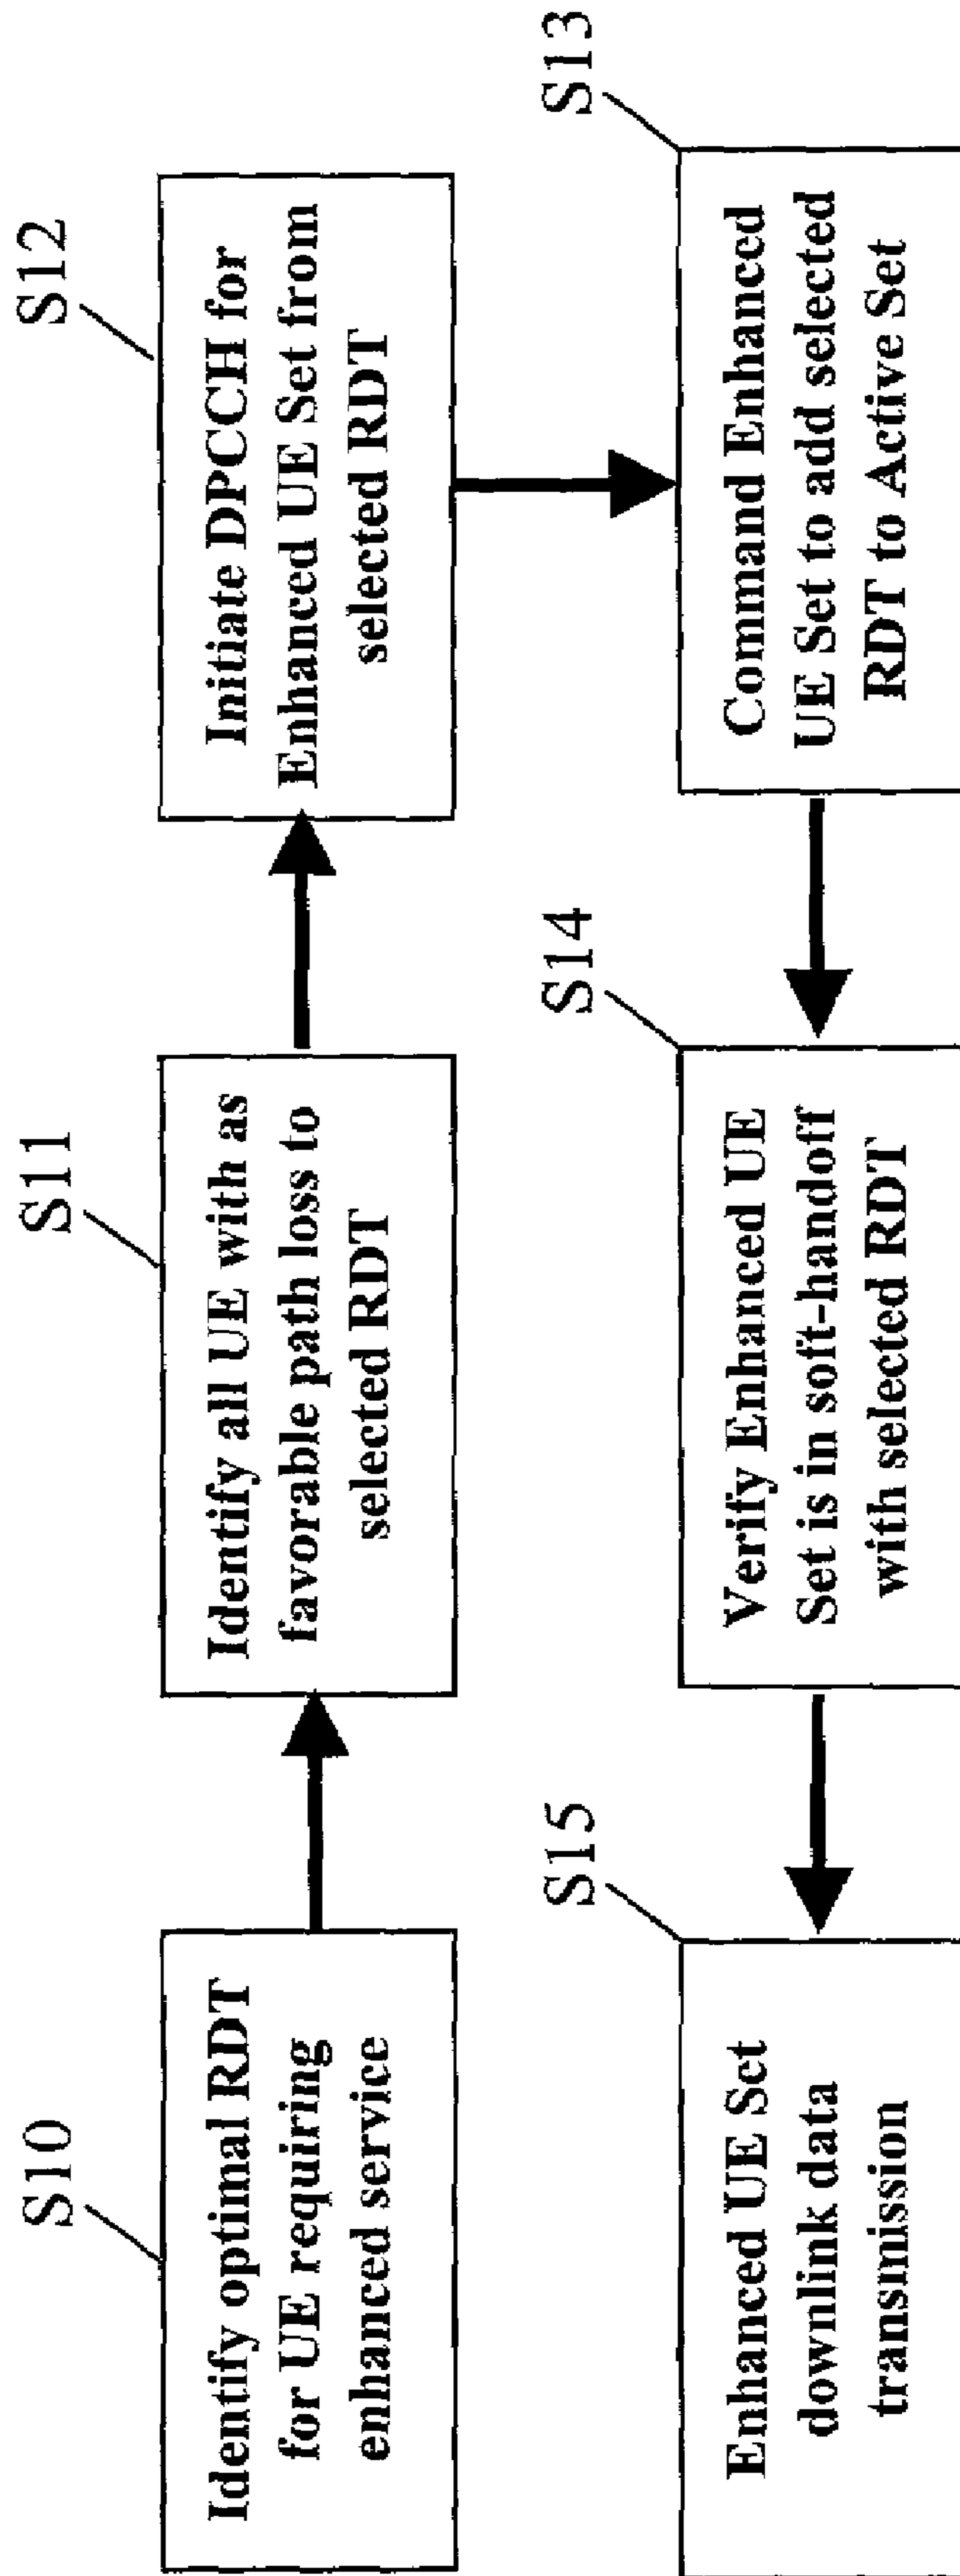 S10
Identify optimal RDT
for UE requiring
enhanced service
S11
Identify all UE with as
favorable path loss to
selected RDT
S12
Initiate DPCCH for
Enhanced UE Set from
selected RDT
S13
Command Enhanced
UE Set to add selected
RDT to Active Set
S14
Verify Enhanced UE
Set is in soft-handoff
with selected RDT
S15
Enhanced UE Set
downlink data
transmission